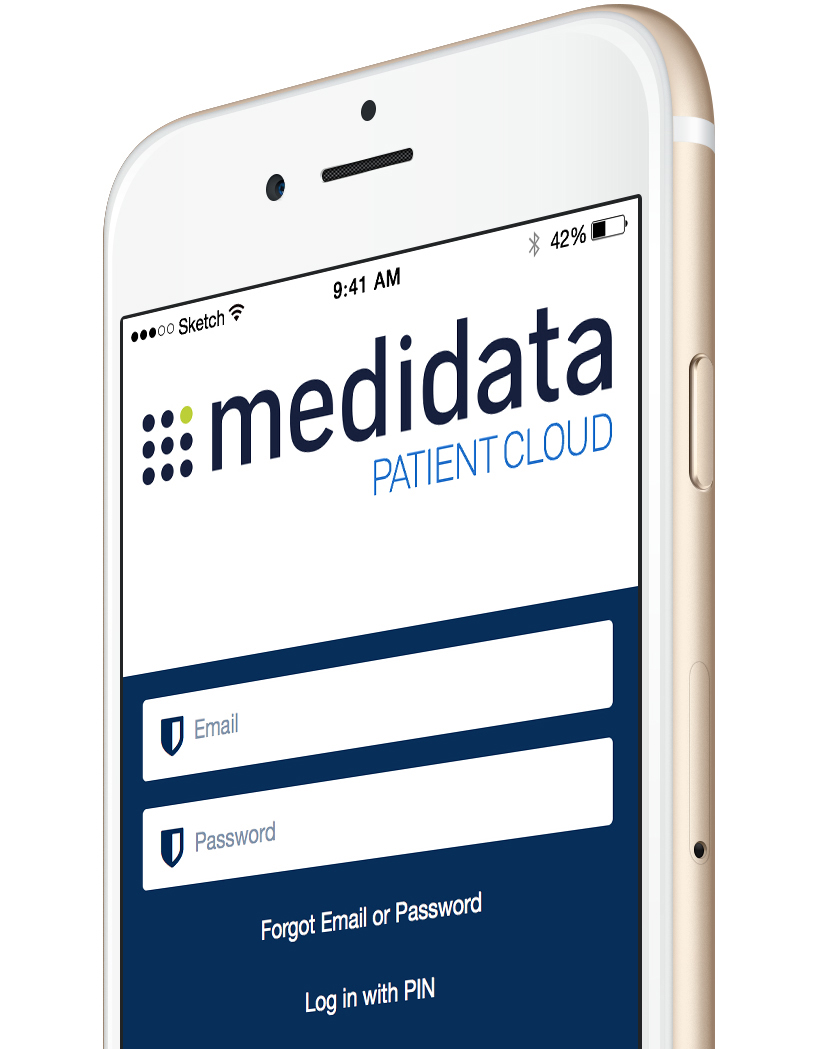 ●●●○○ Sketch 9:41 AM 42%
medidata
PATIENT CLOUD
Email
Password
Forgot Email or Password
Log in with PIN